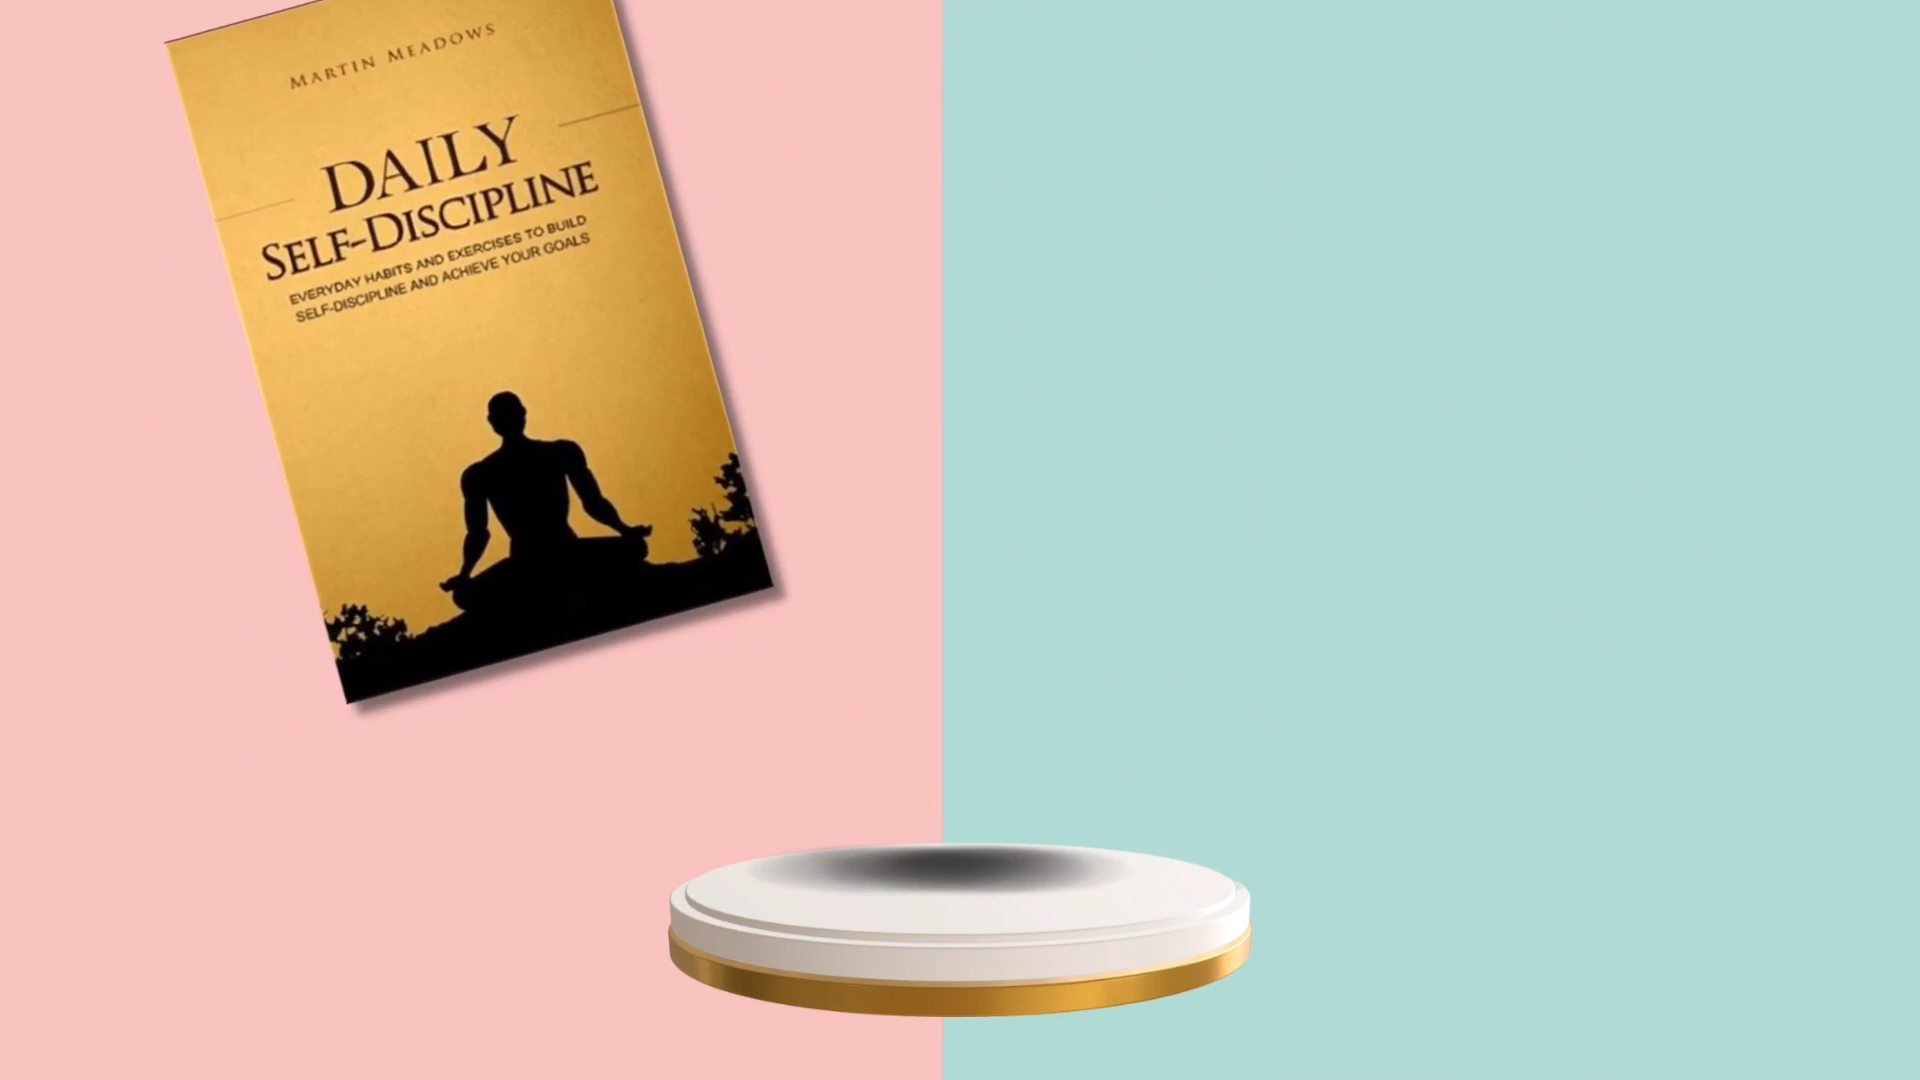 MARTIN MEADOWS
DAILY
SELF-DISCIPLINE
EVERYDAY HABITS AND EXERCISES TO BUILD
SELF-DISCIPLINE AND ACHIEVE YOUR GOALS